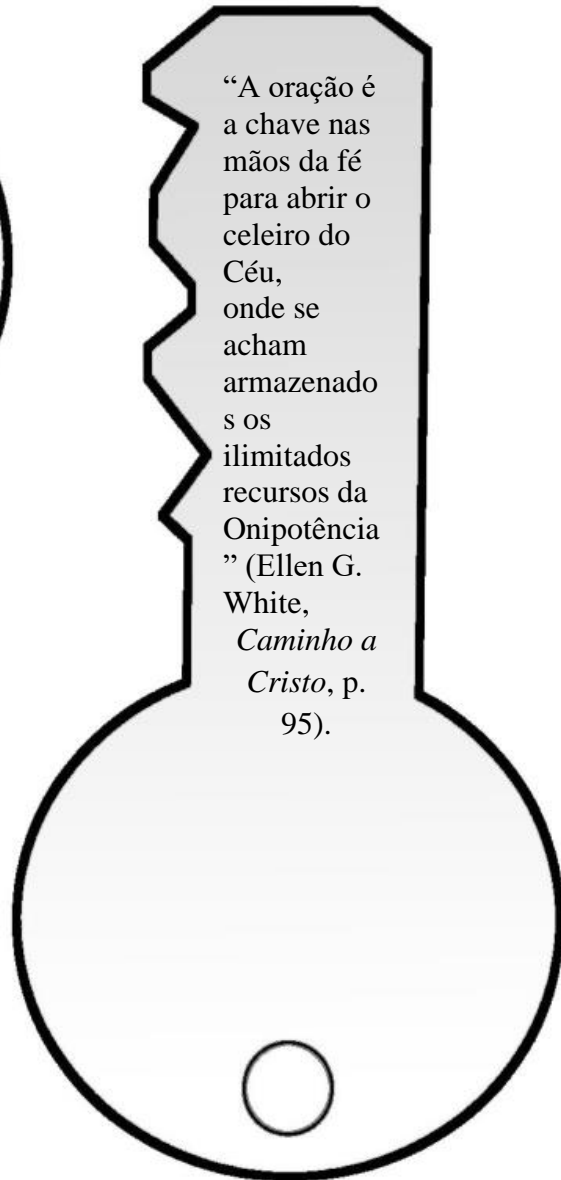 “A oração é
a chave nas
mãos da fé
para abrir o
celeiro do
Céu,
onde se
acham
armazenado
s os
ilimitados
recursos da
Onipotência
” (Ellen G.
White,
Caminho a
Cristo, p.
95).